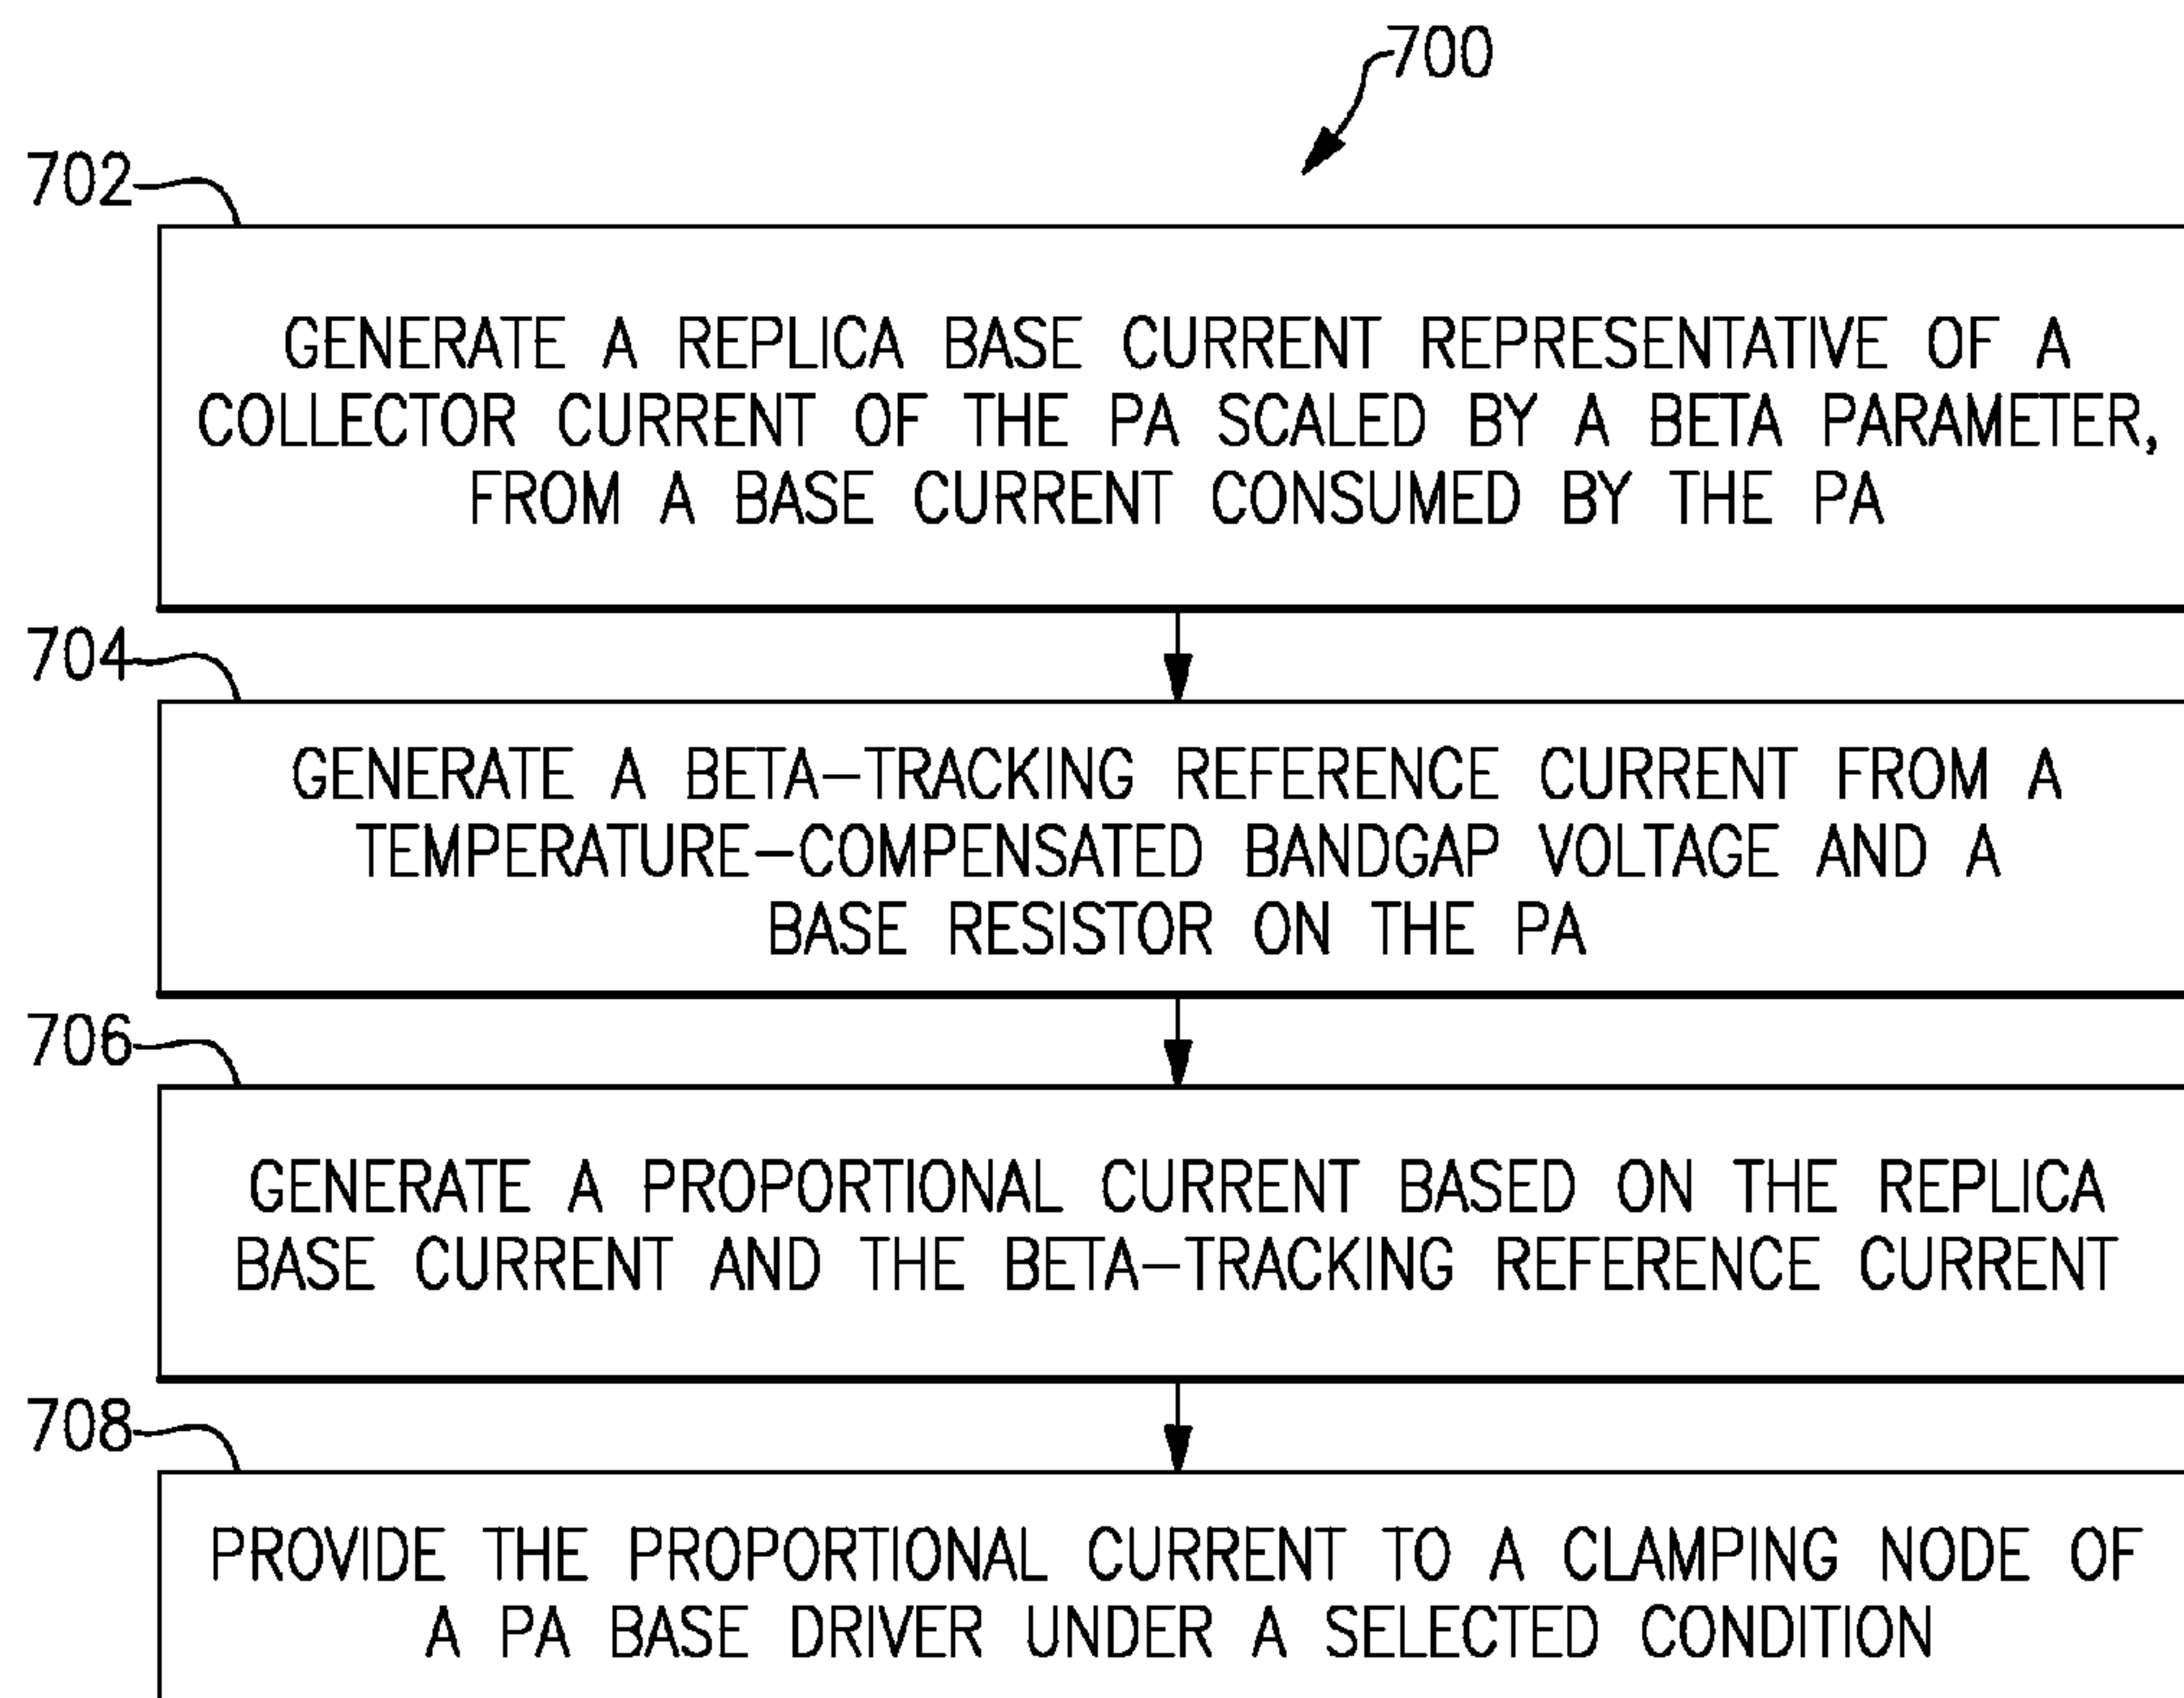 700
702
GENERATE A REPLICA BASE CURRENT REPRESENTATIVE OF A
COLLECTOR CURRENT OF THE PA SCALED BY A BETA PARAMETER,
FROM A BASE CURRENT CONSUMED BY THE PA
704
GENERATE A BETA-TRACKING REFERENCE CURRENT FROM A
TEMPERATURE-COMPENSATED BANDGAP VOLTAGE AND A
BASE RESISTOR ON THE PA
706
GENERATE A PROPORTIONAL CURRENT BASED ON THE REPLICA
BASE CURRENT AND THE BETA-TRACKING REFERENCE CURRENT
708
PROVIDE THE PROPORTIONAL CURRENT TO A CLAMPING NODE OF
A PA BASE DRIVER UNDER A SELECTED CONDITION